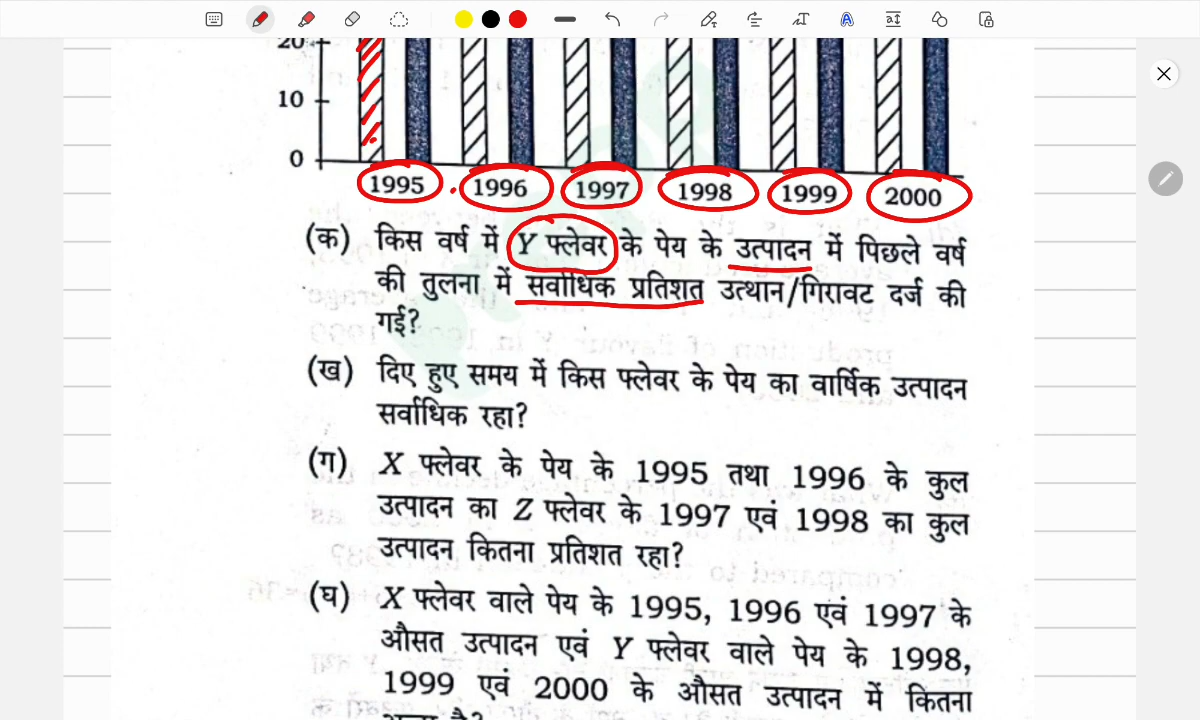 20
10
0
1995 1996 1997 1998 1999 2000
(क) किस वर्ष में Y फ्लेवर के पेय के उत्पादन में पिछले वर्ष
की तुलना में सर्वाधिक प्रतिशत उत्थान/गिरावट दर्ज की
गई?
(ख) दिए हुए समय में किस फ्लेवर के पेय का वार्षिक उत्पादन
सर्वाधिक रहा?
(ग) X फ्लेवर के पेय के 1995 तथा 1996 के कुल
उत्पादन का Z फ्लेवर के 1997 एवं 1998 का कुल
उत्पादन कितना प्रतिशत रहा?
(घ) X फ्लेवर वाले पेय के 1995, 1996 एवं 1997 के
औसत उत्पादन एवं Y फ्लेवर वाले पेय के 1998,
1999 एवं 2000 के औसत उत्पादन में कितना